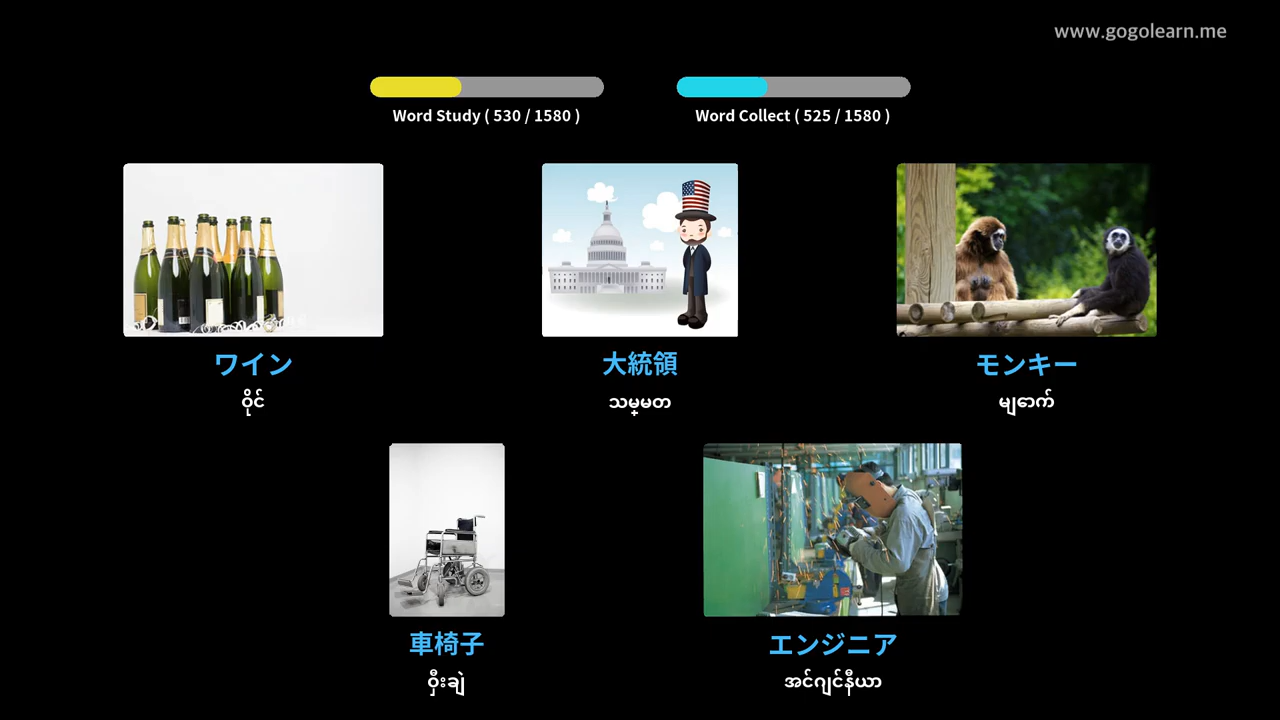 www.gogolearn.me
Word Study ( 530 / 1580 )
Word Collect ( 525 / 1580 )
ワイン
ဝိုင်
大統領
သမ္မတ
モンキー
မျောက်
車椅子
ဝှီးချဲ
エンジニア
အင်ဂျင်နီယာ